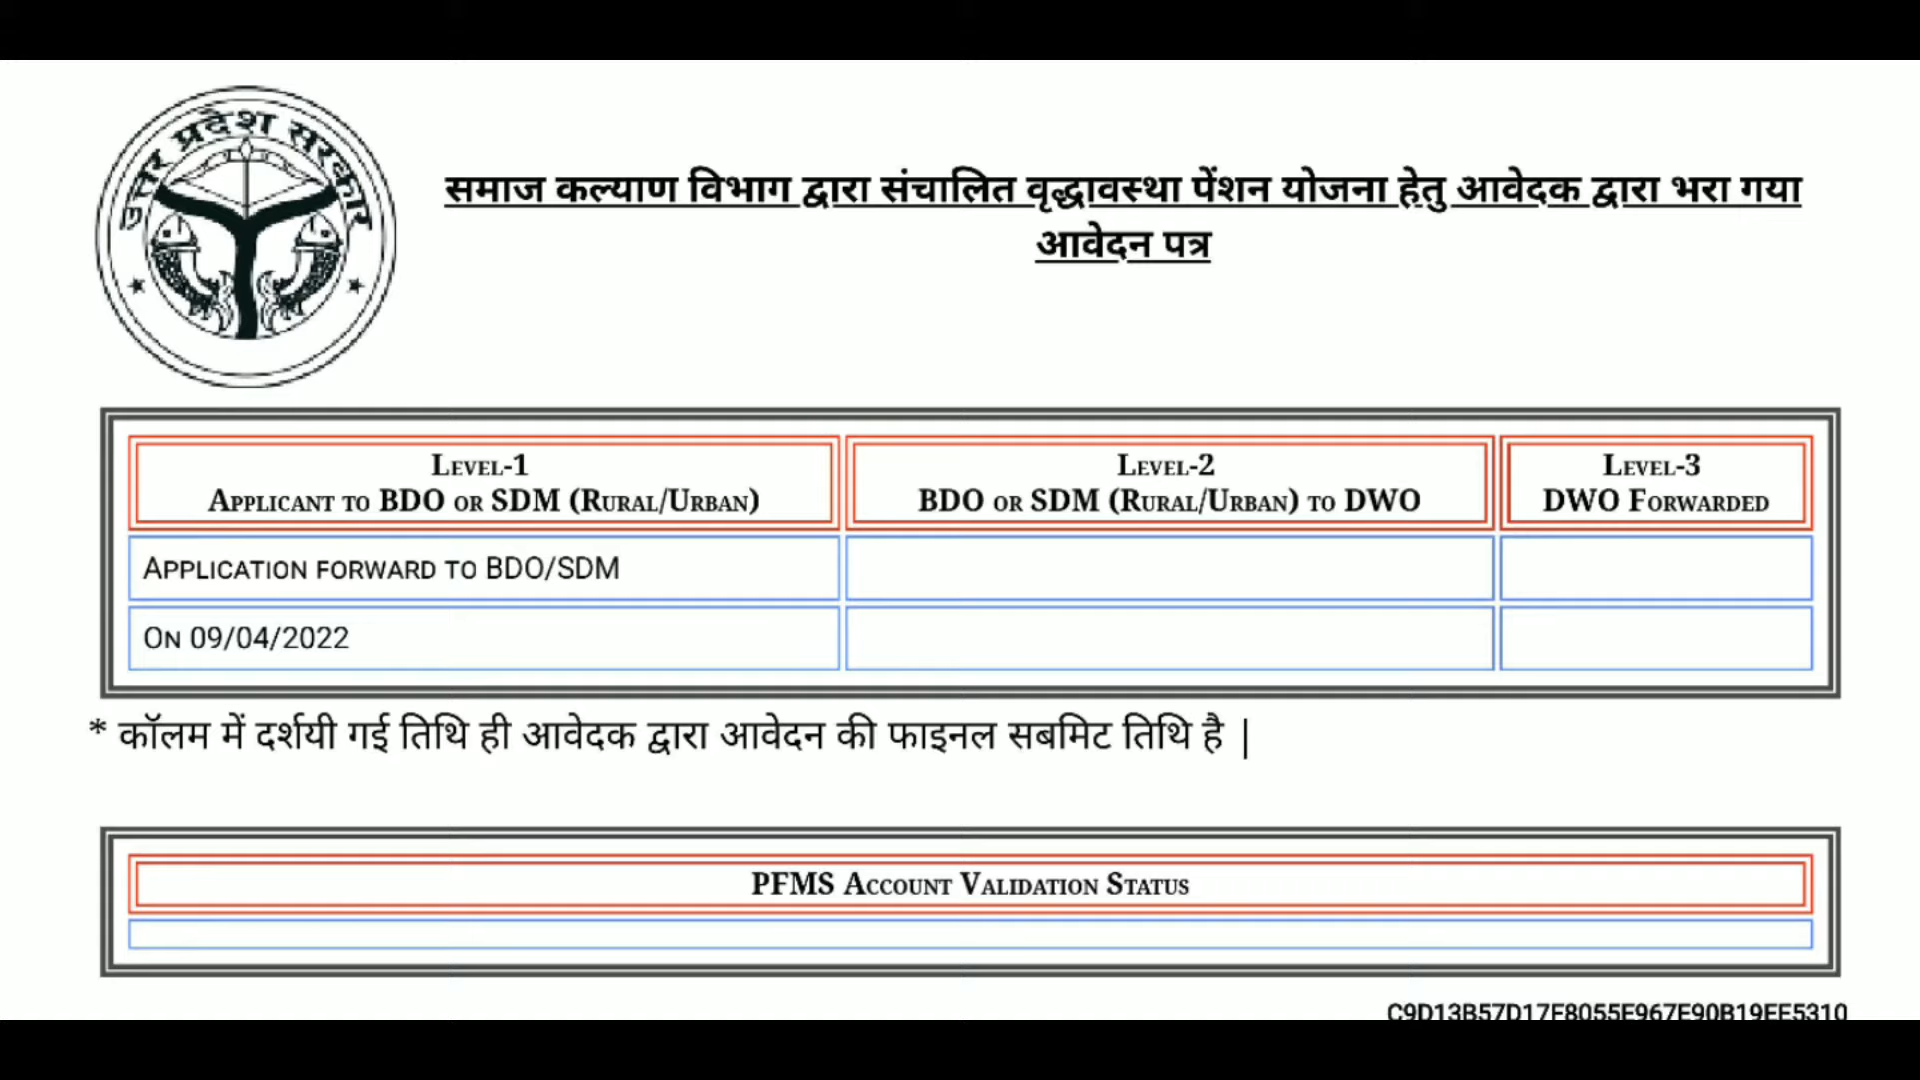 उत्तर प्रदेश सरकार
समाज कल्याण विभाग द्वारा संचालित वृद्धावस्था पेंशन योजना हेतु आवेदक द्वारा भरा गया
आवेदन पत्र
Level-1
Applicant to BDO or SDM (Rural/Urban)
Level-2
BDO or SDM (Rural/Urban) to DWO
Level-3
DWO Forwarded
Application forward to BDO/SDM
On 09/04/2022
* कॉलम में दर्शयी गई तिथि ही आवेदक द्वारा आवेदन की फाइनल सबमिट तिथि है |
PFMS Account Validation Status